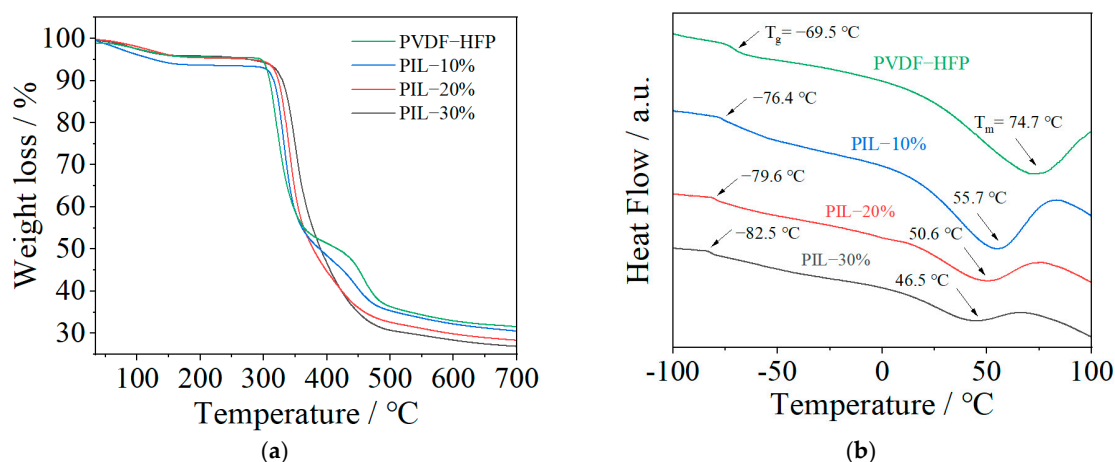 100
90
80
70
60
50
40
30
Weight loss / %
PVDF−HFP
PIL−10%
PIL−20%
PIL−30%
100 200 300 400 500 600 700
Temperature / °C
(a)
Heat Flow / a.u.
Tg= −69.5 °C
PVDF−HFP
−76.4 °C
Tm= 74.7 °C
PIL−10%
−79.6 °C
55.7 °C
PIL−20%
−82.5 °C
50.6 °C
PIL−30%
46.5 °C
-100 -50 0 50 100
Temperature / °C
(b)